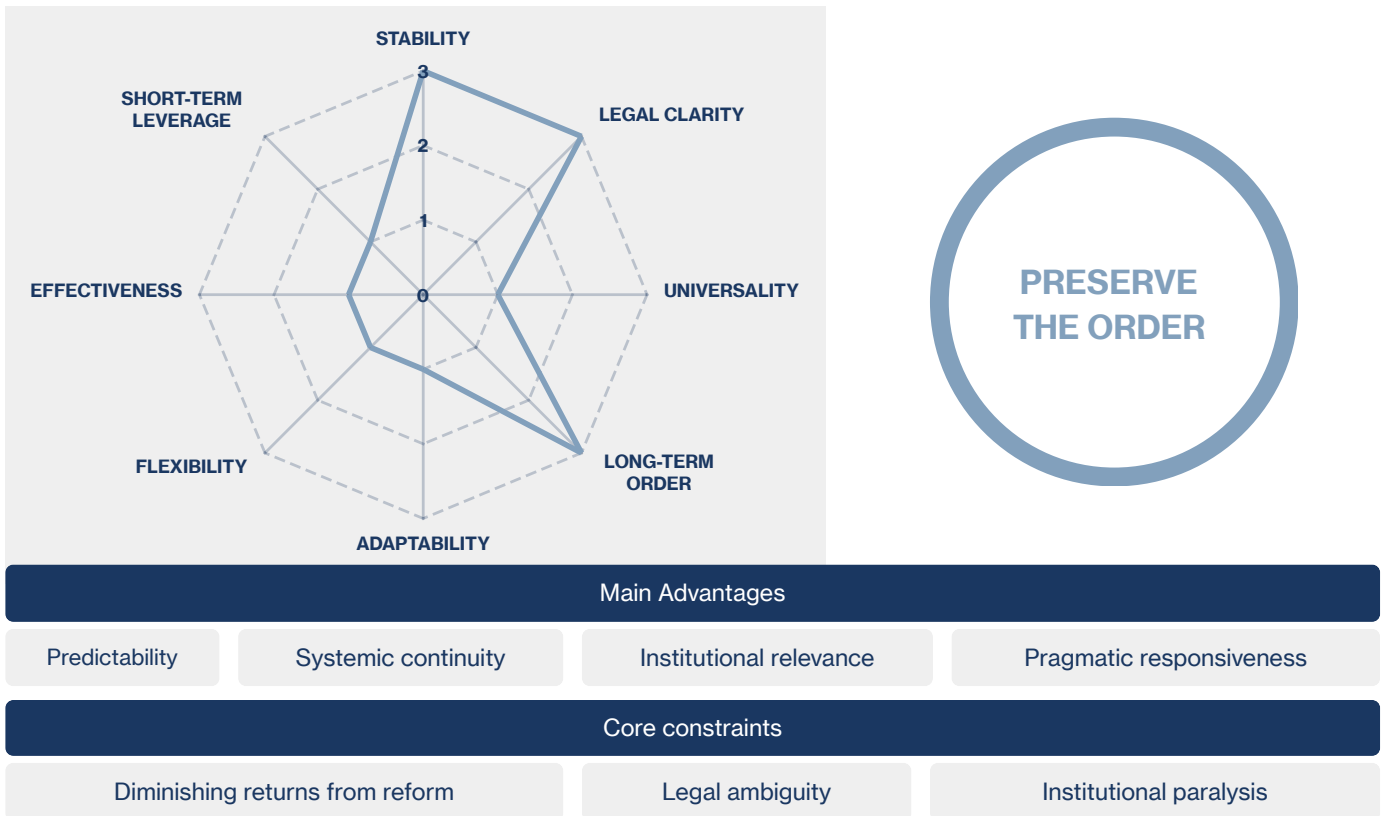 STABILITY
SHORT-TERM
LEVERAGE
LEGAL CLARITY
3
2
1
0
EFFECTIVENESS
UNIVERSALITY
FLEXIBILITY
LONG-TERM
ORDER
ADAPTABILITY
PRESERVE
THE ORDER
Main Advantages
Predictability
Systemic continuity
Institutional relevance
Pragmatic responsiveness
Core constraints
Diminishing returns from reform
Legal ambiguity
Institutional paralysis